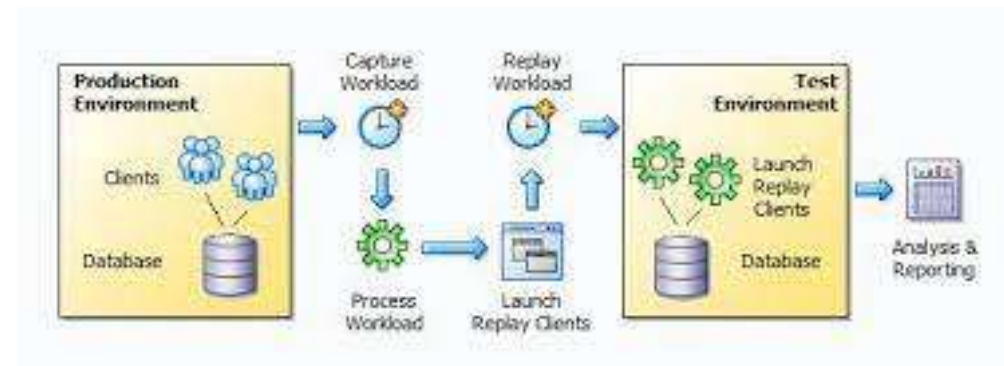 Production
Environment
Clients
Database
Capture
Workload
Process
Workload
Launch
Replay Clients
Replay
Workload
Test
Environment
Launch
Replay
Clients
Database
Analysis &
Reporting